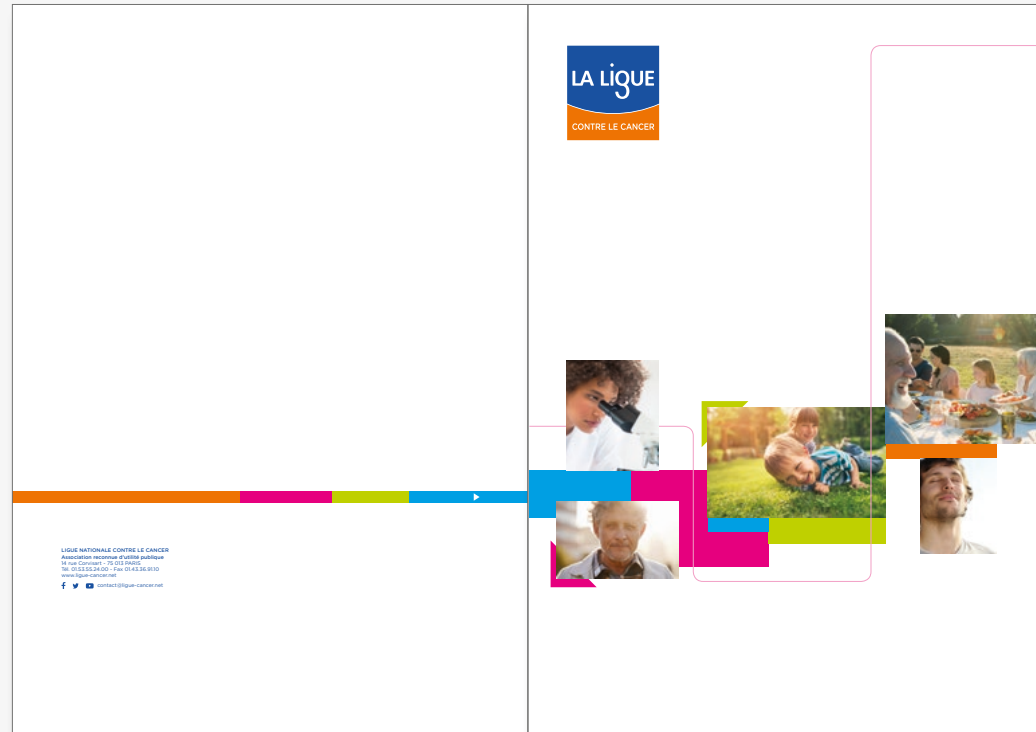 LA LiGUE
CONTRE LE CANCER
LIGUE NATIONALE CONTRE LE CANCER
Association reconnue d'utilité publique
14 rue Corvisart - 75 013 PARIS
Tél. 01.53.55.24.00 - Fax 01.43.36.91.10
www.ligue-cancer.net
contact@ligue-cancer.net